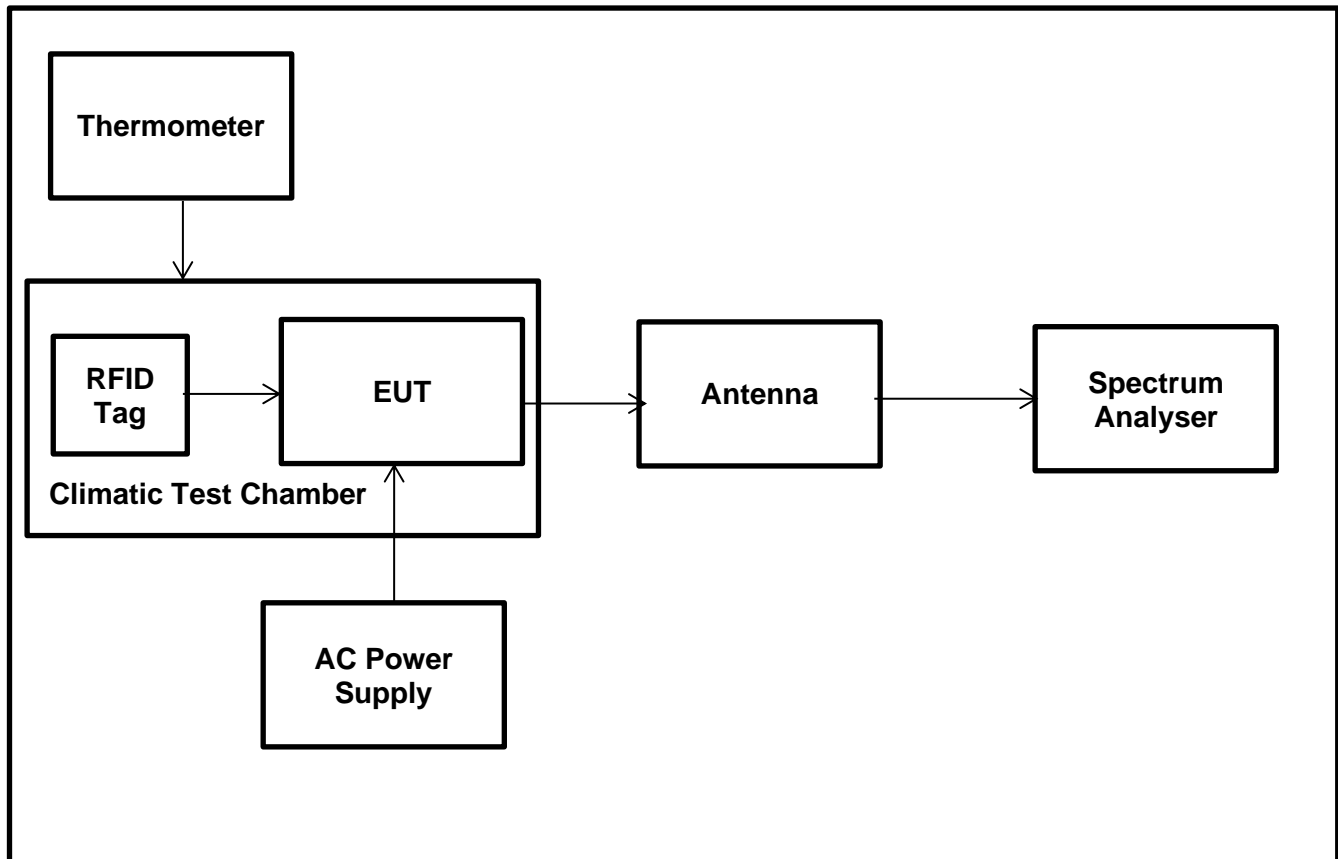 Thermometer
RFID
Tag
EUT
Antenna
Spectrum
Analyser
Climatic Test Chamber
AC Power
Supply